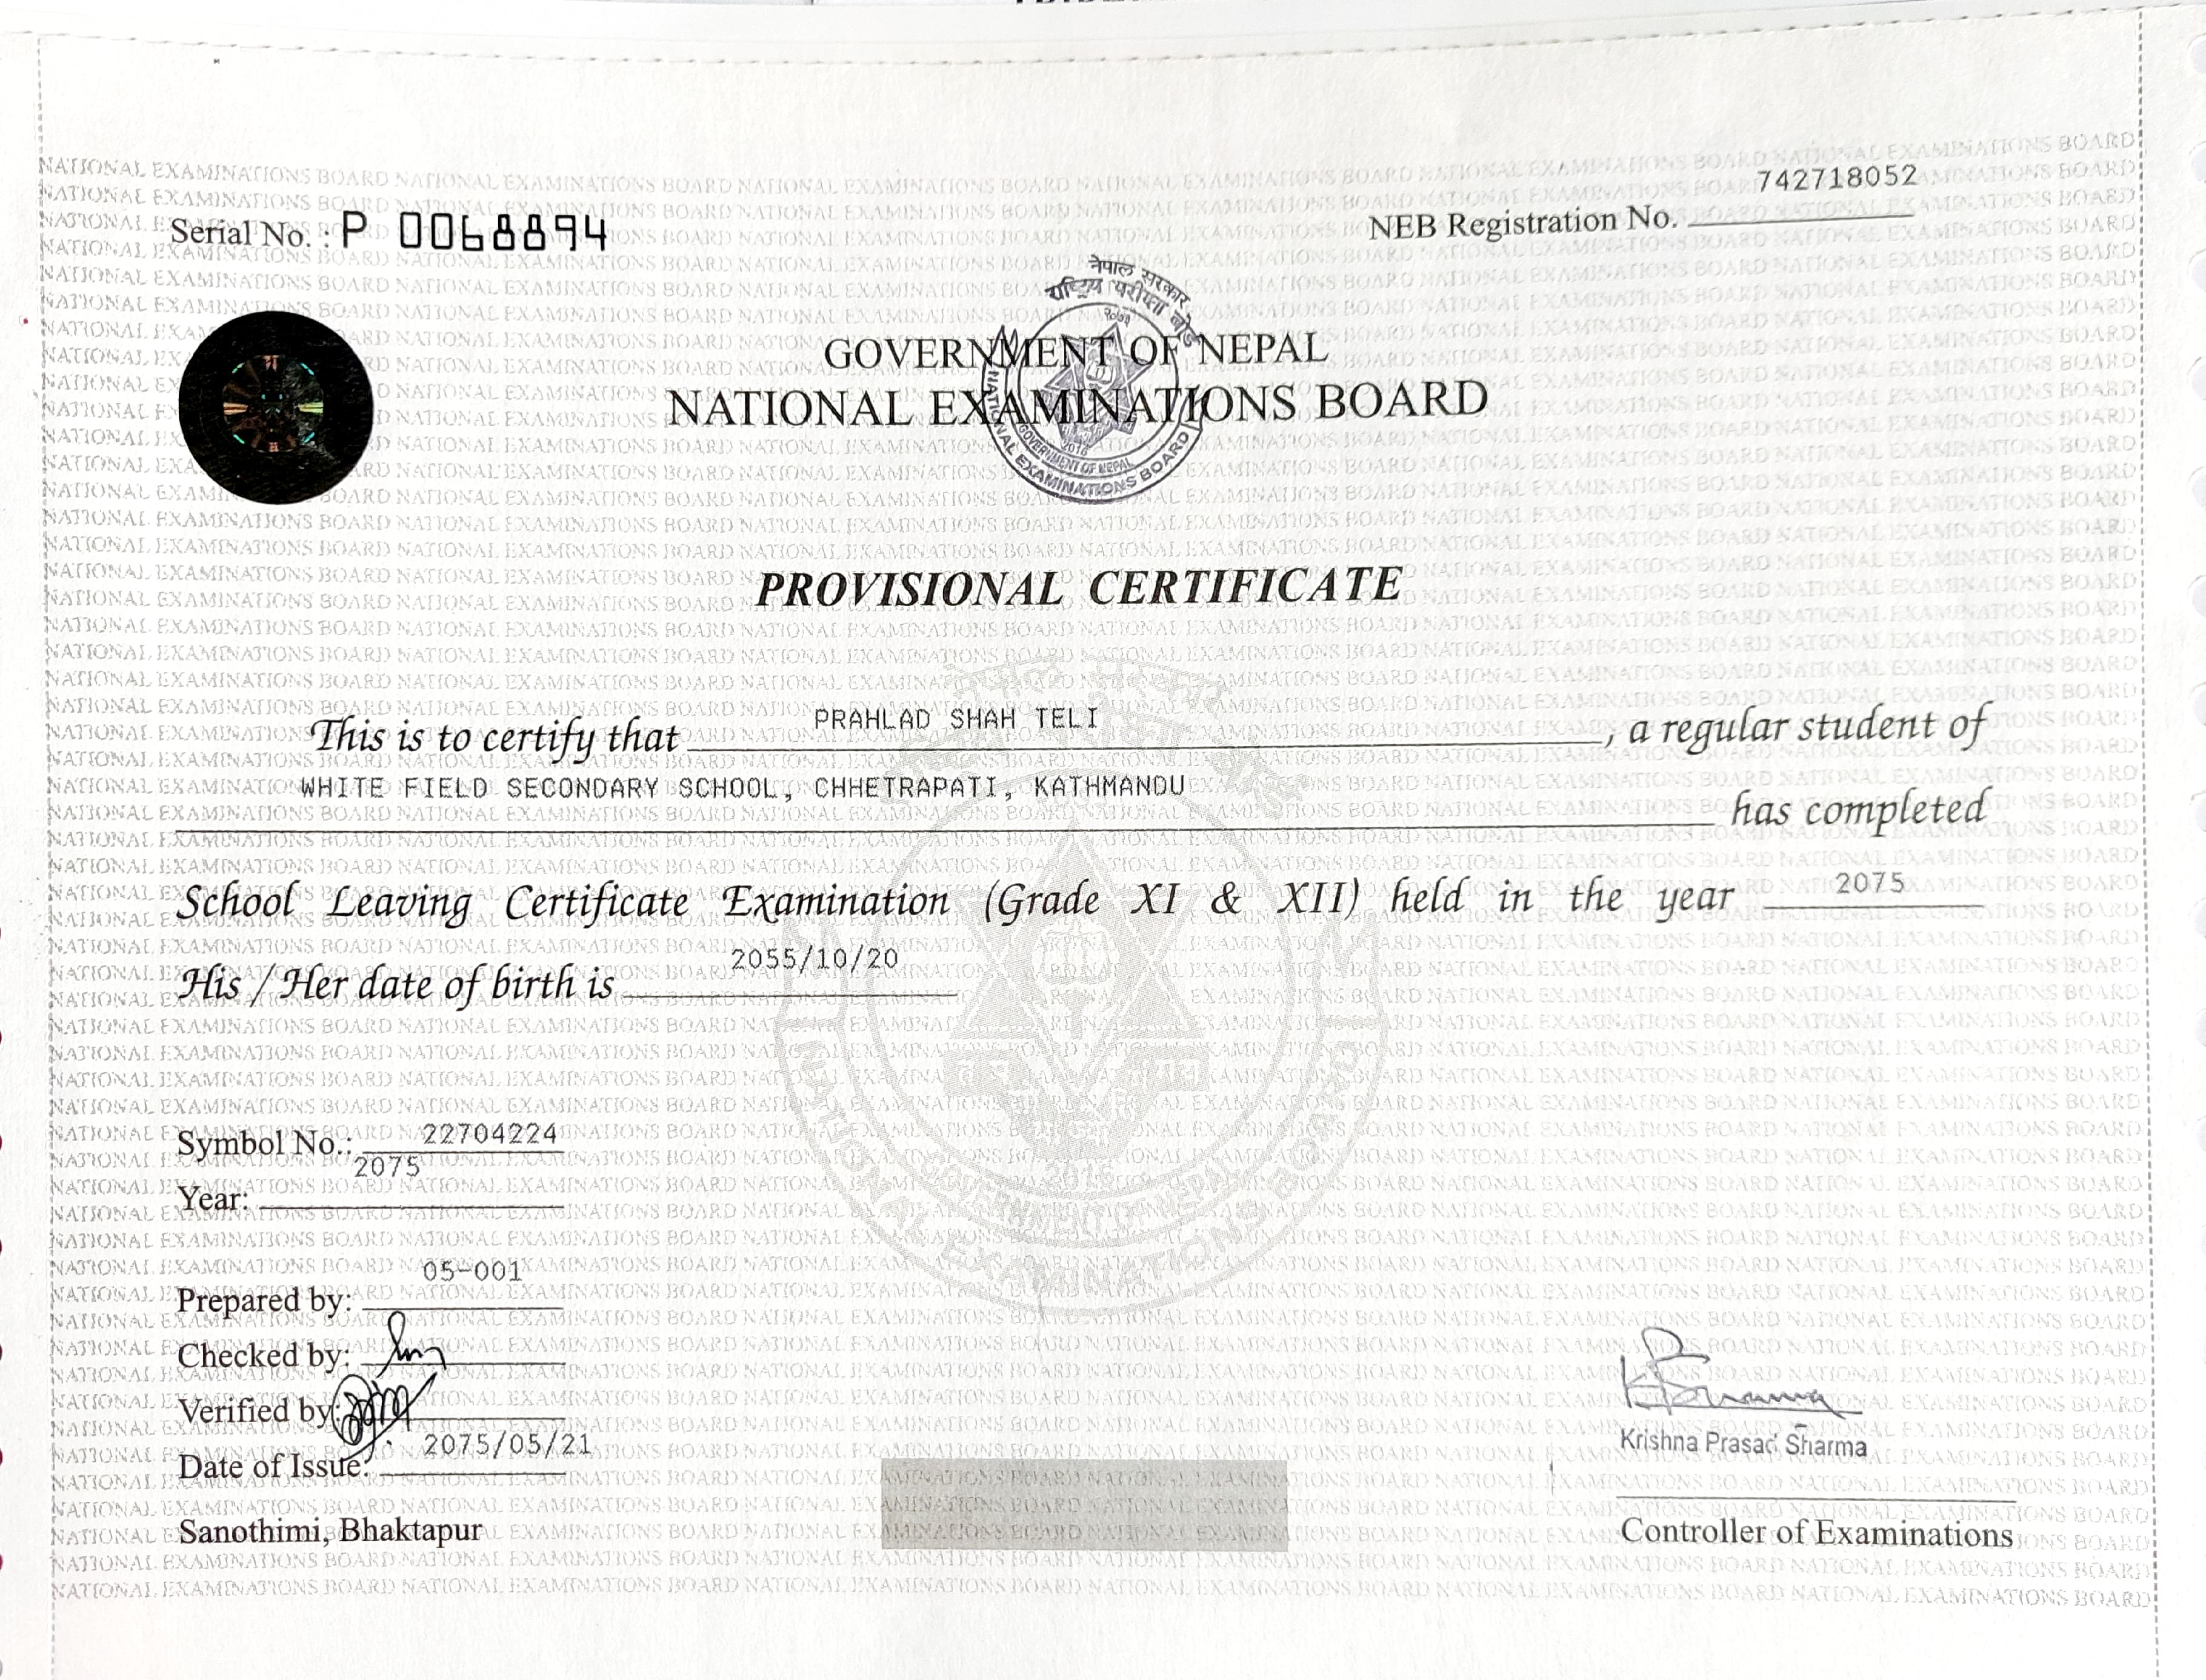 Serial No. : P 0068894
742718052
NEB Registration No.
नेपाल सरकार
राष्ट्रिय परीक्षा बोर्ड
GOVERNMENT OF NEPAL
NATIONAL EXAMINATIONS BOARD
2016
GOVERNMENT OF NEPAL
NATIONAL EXAMINATIONS BOARD
PROVISIONAL CERTIFICATE
This is to certify that PRAHLAD SHAH TELI , a regular student of
WHITE FIELD SECONDARY SCHOOL, CHHETRAPATI, KATHMANDU has completed
School Leaving Certificate Examination (Grade XI & XII) held in the year 2075
His / Her date of birth is 2055/10/20
Symbol No.: 22704224
Year: 2075
Prepared by: 05-001
Checked by:
Verified by:
Date of Issue: 2075/05/21
Sanothimi, Bhaktapur
Krishna Prasad Sharma
Controller of Examinations